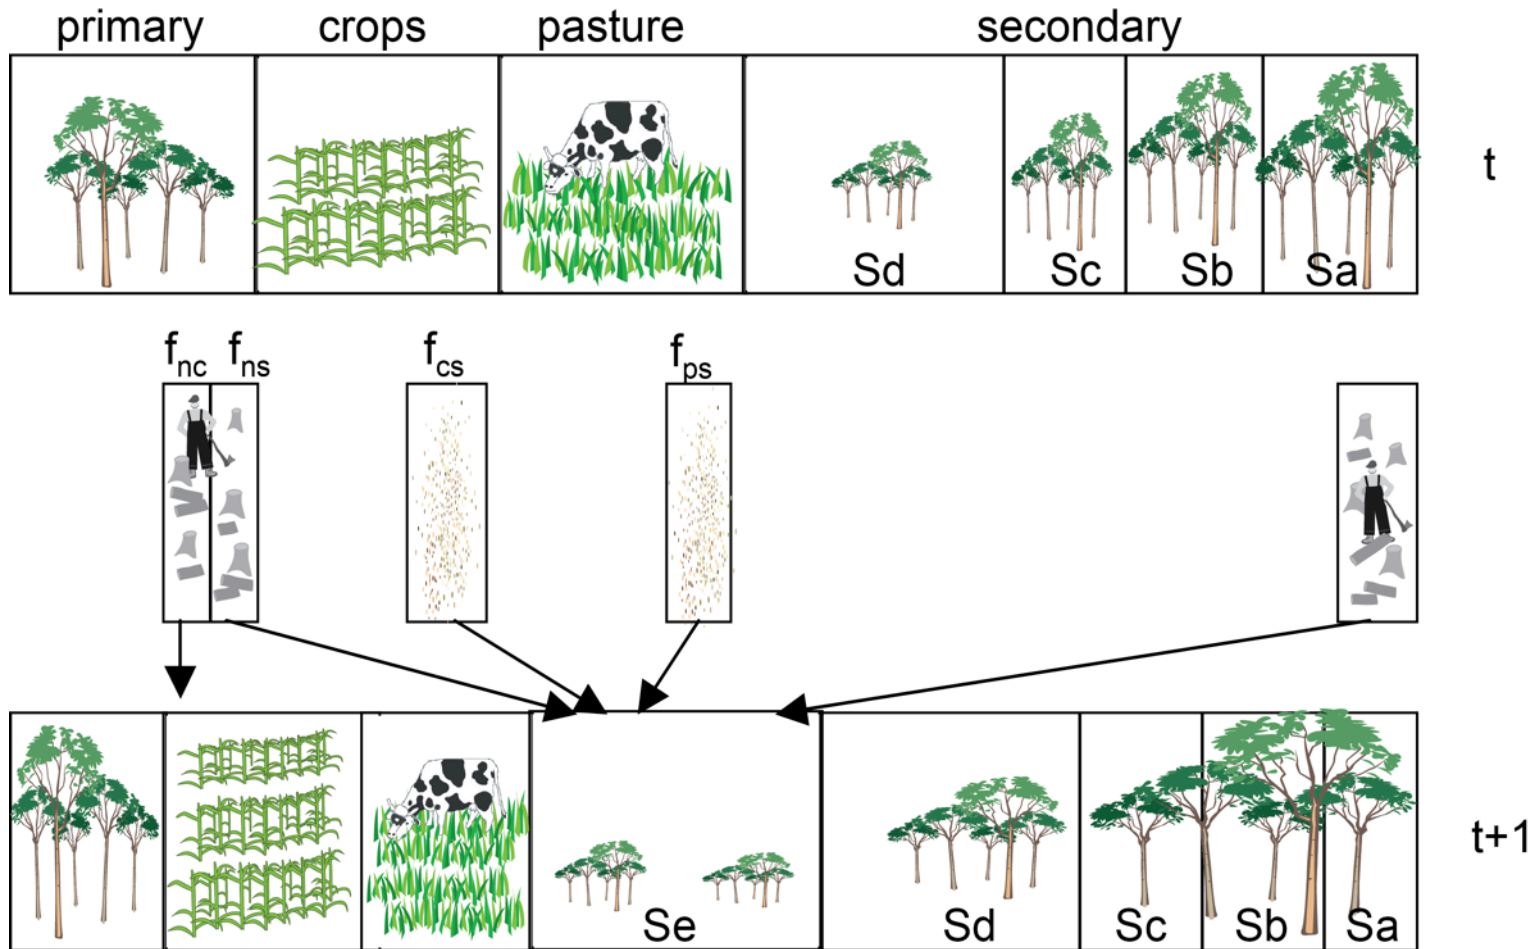 primary crops pasture secondary
t
Sd Sc Sb Sa
fnc fns fcs fps
t+1
Se Sd Sc Sb Sa